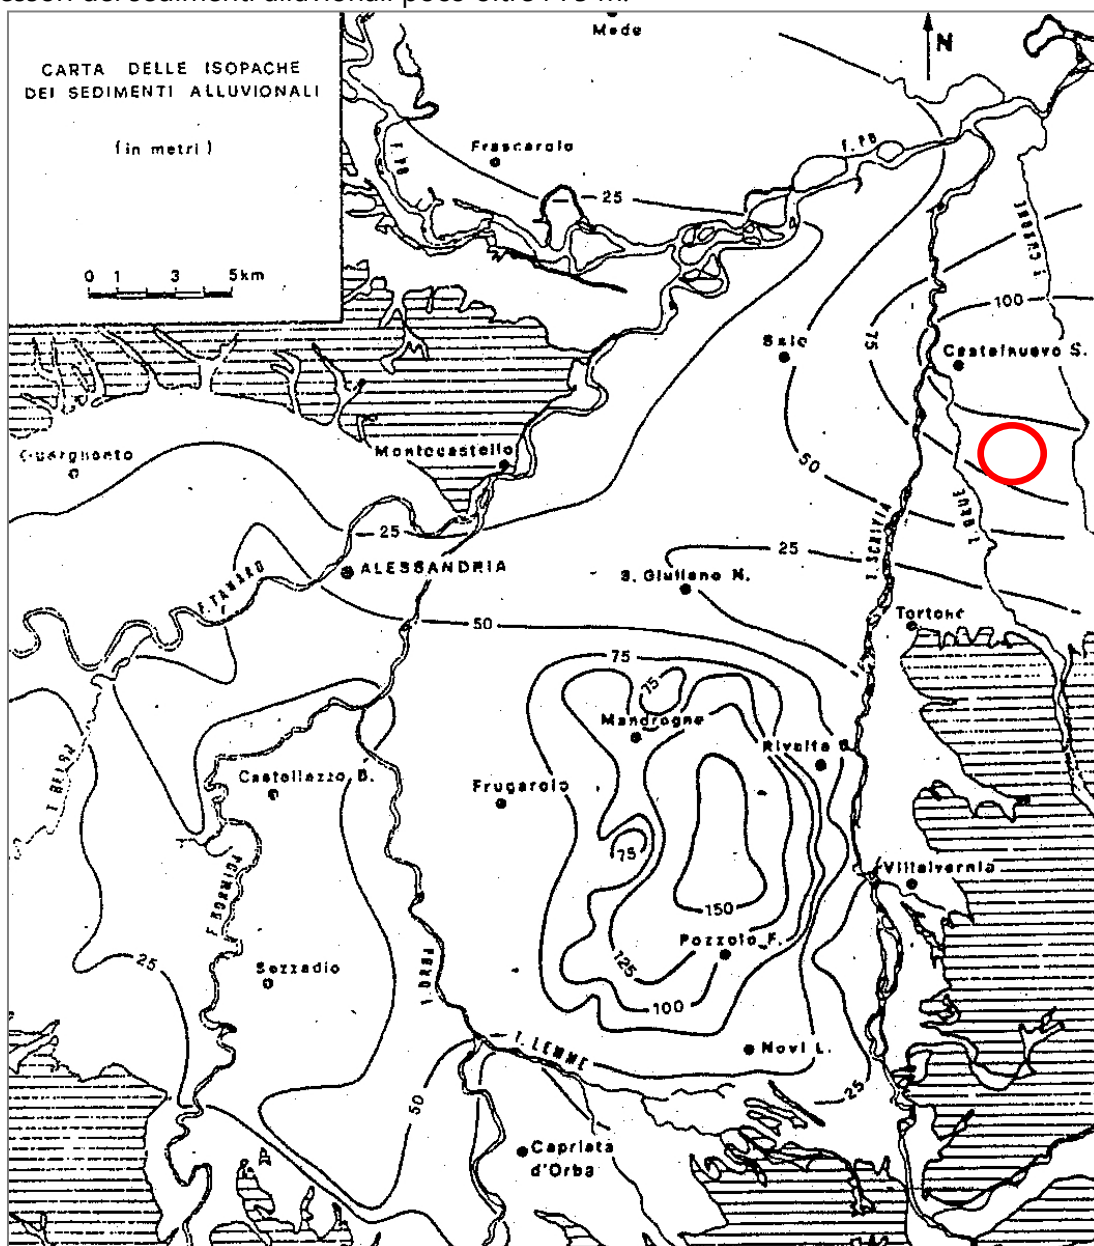 CARTA DELLE ISOPACHE
DEI SEDIMENTI ALLUVIONALI
(in metri)
0 1 3 5km
Mede
N
F. PO
Frascarolo
F. PO
25
T. CURONE
100
Sale
75
Castelnuovo S.
Quargnento
Montecastello
50
T. GRUE
25
T. SCRIVIA
25
ALESSANDRIA
F. TANARO
S. Giuliano N.
Tortona
50
75
75
Mandrogne
Rivalta S.
T. BELBO
Castellazzo B.
Frugarolo
75
Villalvernia
F. BORMIDA
150
Pozzolo F.
25
Sezzadio
T. ORBA
125
100
T. LEMME
Novi L.
25
50
Capriata
d'Orba